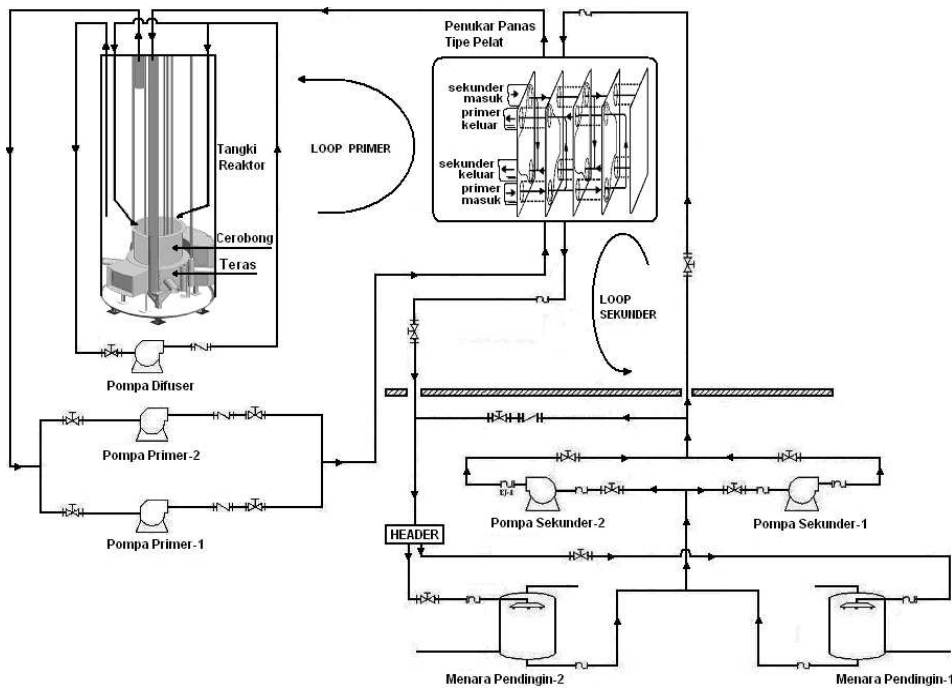 Penukar Panas
Tipe Pelat
sekunder
masuk
primer
keluar
sekunder
keluar
primer
masuk
LOOP PRIMER
Tangki
Reaktor
Cerobong
Teras
LOOP
SEKUNDER
Pompa Difuser
Pompa Primer-2
Pompa Primer-1
Pompa Sekunder-2
Pompa Sekunder-1
HEADER
Menara Pendingin-2
Menara Pendingin-1